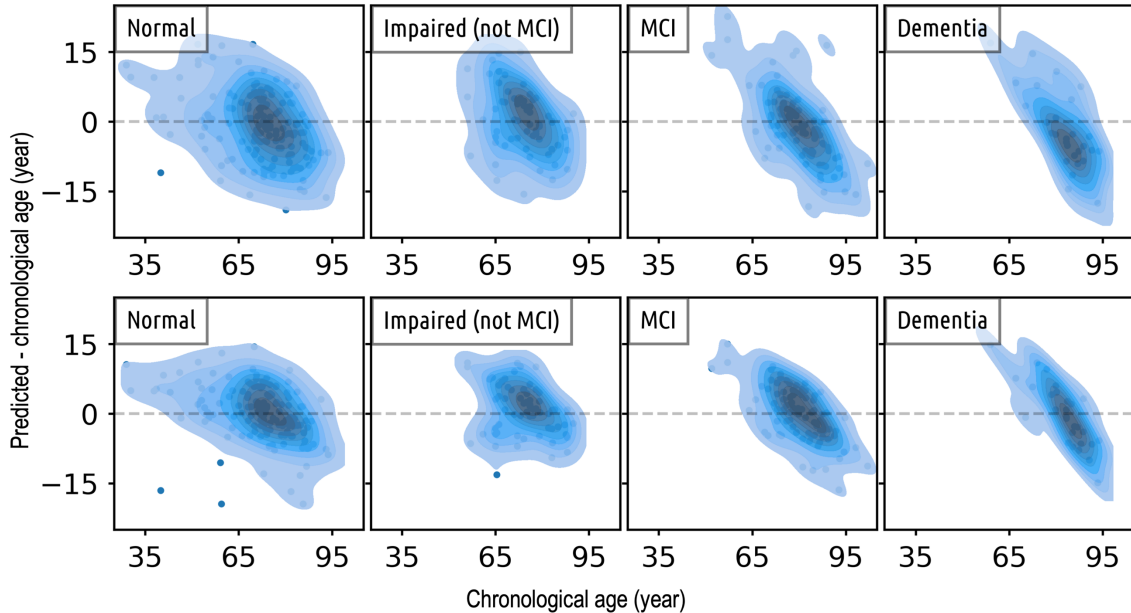 Normal
Impaired (not MCI)
MCI
Dementia
15
0
−15
35 65 95
35 65 95
35 65 95
35 65 95
Predicted - chronological age (year)
Normal
Impaired (not MCI)
MCI
Dementia
15
0
−15
35 65 95
35 65 95
35 65 95
35 65 95
Chronological age (year)